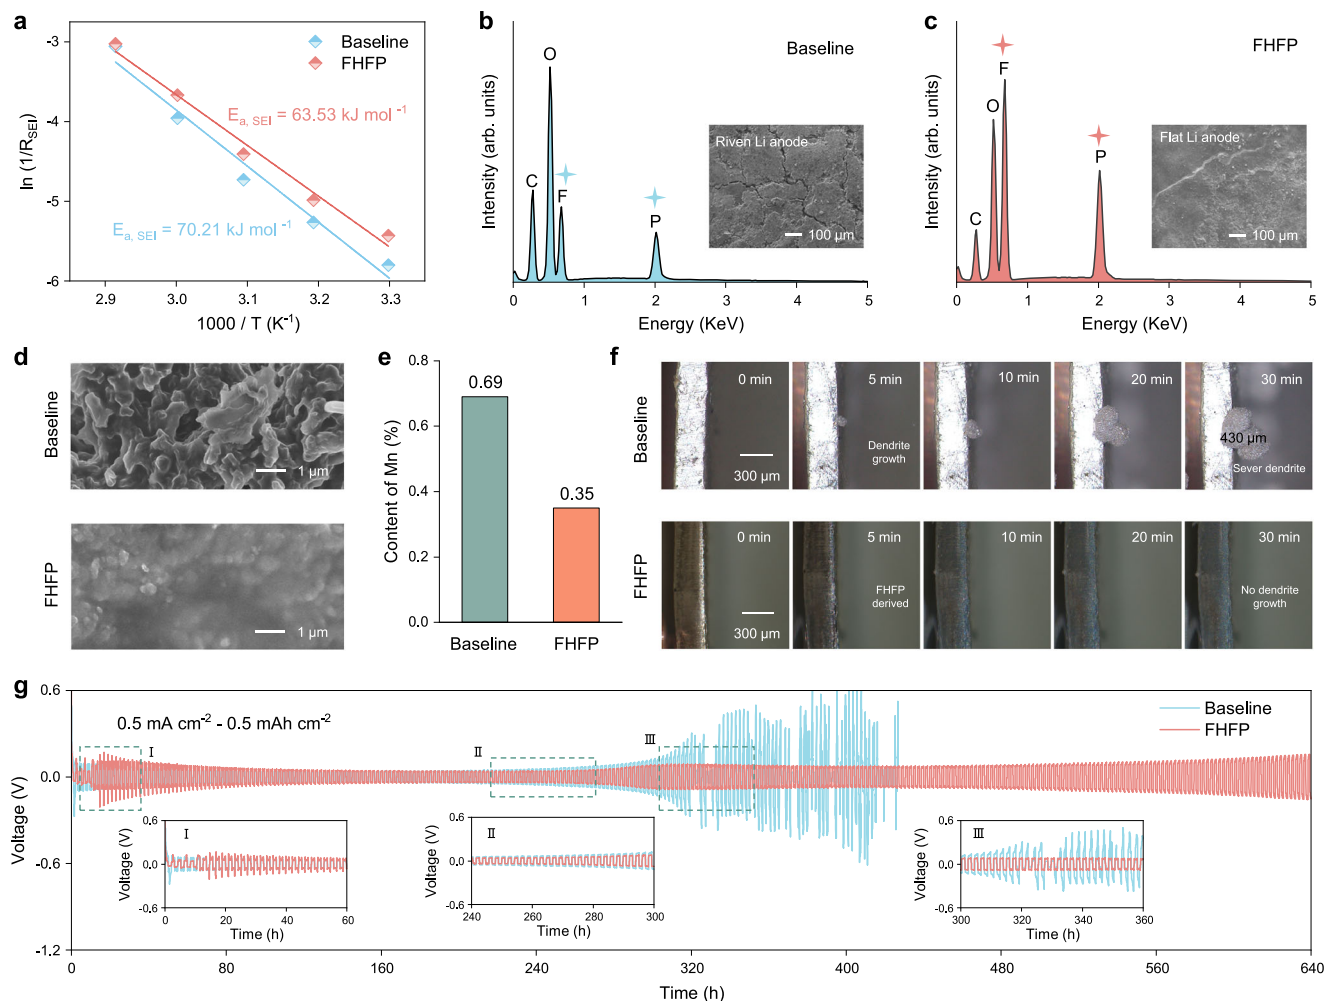 a
-3
-4
-5
-6
ln (1/R_SEI)
Baseline
FHFP
E_a, SEI = 63.53 kJ mol ⁻¹
E_a, SEI = 70.21 kJ mol ⁻¹
2.9
3.0
3.1
3.2
3.3
1000 / T (K⁻¹)
b
Baseline
Intensity (arb. units)
C
O
F
P
Riven Li anode
100 µm
0
1
2
3
4
5
Energy (KeV)
c
FHFP
Intensity (arb. units)
C
O
F
P
Flat Li anode
100 µm
0
1
2
3
4
5
Energy (KeV)
d
Baseline
1 µm
FHFP
1 µm
e
0.8
0.6
0.4
0.2
0.0
Content of Mn (%)
0.69
0.35
Baseline
FHFP
f
Baseline
0 min
300 µm
5 min
Dendrite
growth
10 min
20 min
30 min
430 µm
Sever dendrite
FHFP
0 min
300 µm
5 min
FHFP
derived
10 min
20 min
30 min
No dendrite
growth
g
0.6
0.0
-0.6
-1.2
Voltage (V)
0.5 mA cm⁻² - 0.5 mAh cm⁻²
I
II
III
Baseline
FHFP
I
0.6
0.0
-0.6
Voltage (V)
0
20
40
60
Time (h)
II
0.6
0.0
-0.6
Voltage (V)
240
260
280
300
Time (h)
III
0.6
0.0
-0.6
Voltage (V)
300
320
340
360
Time (h)
0
80
160
240
320
400
480
560
640
Time (h)